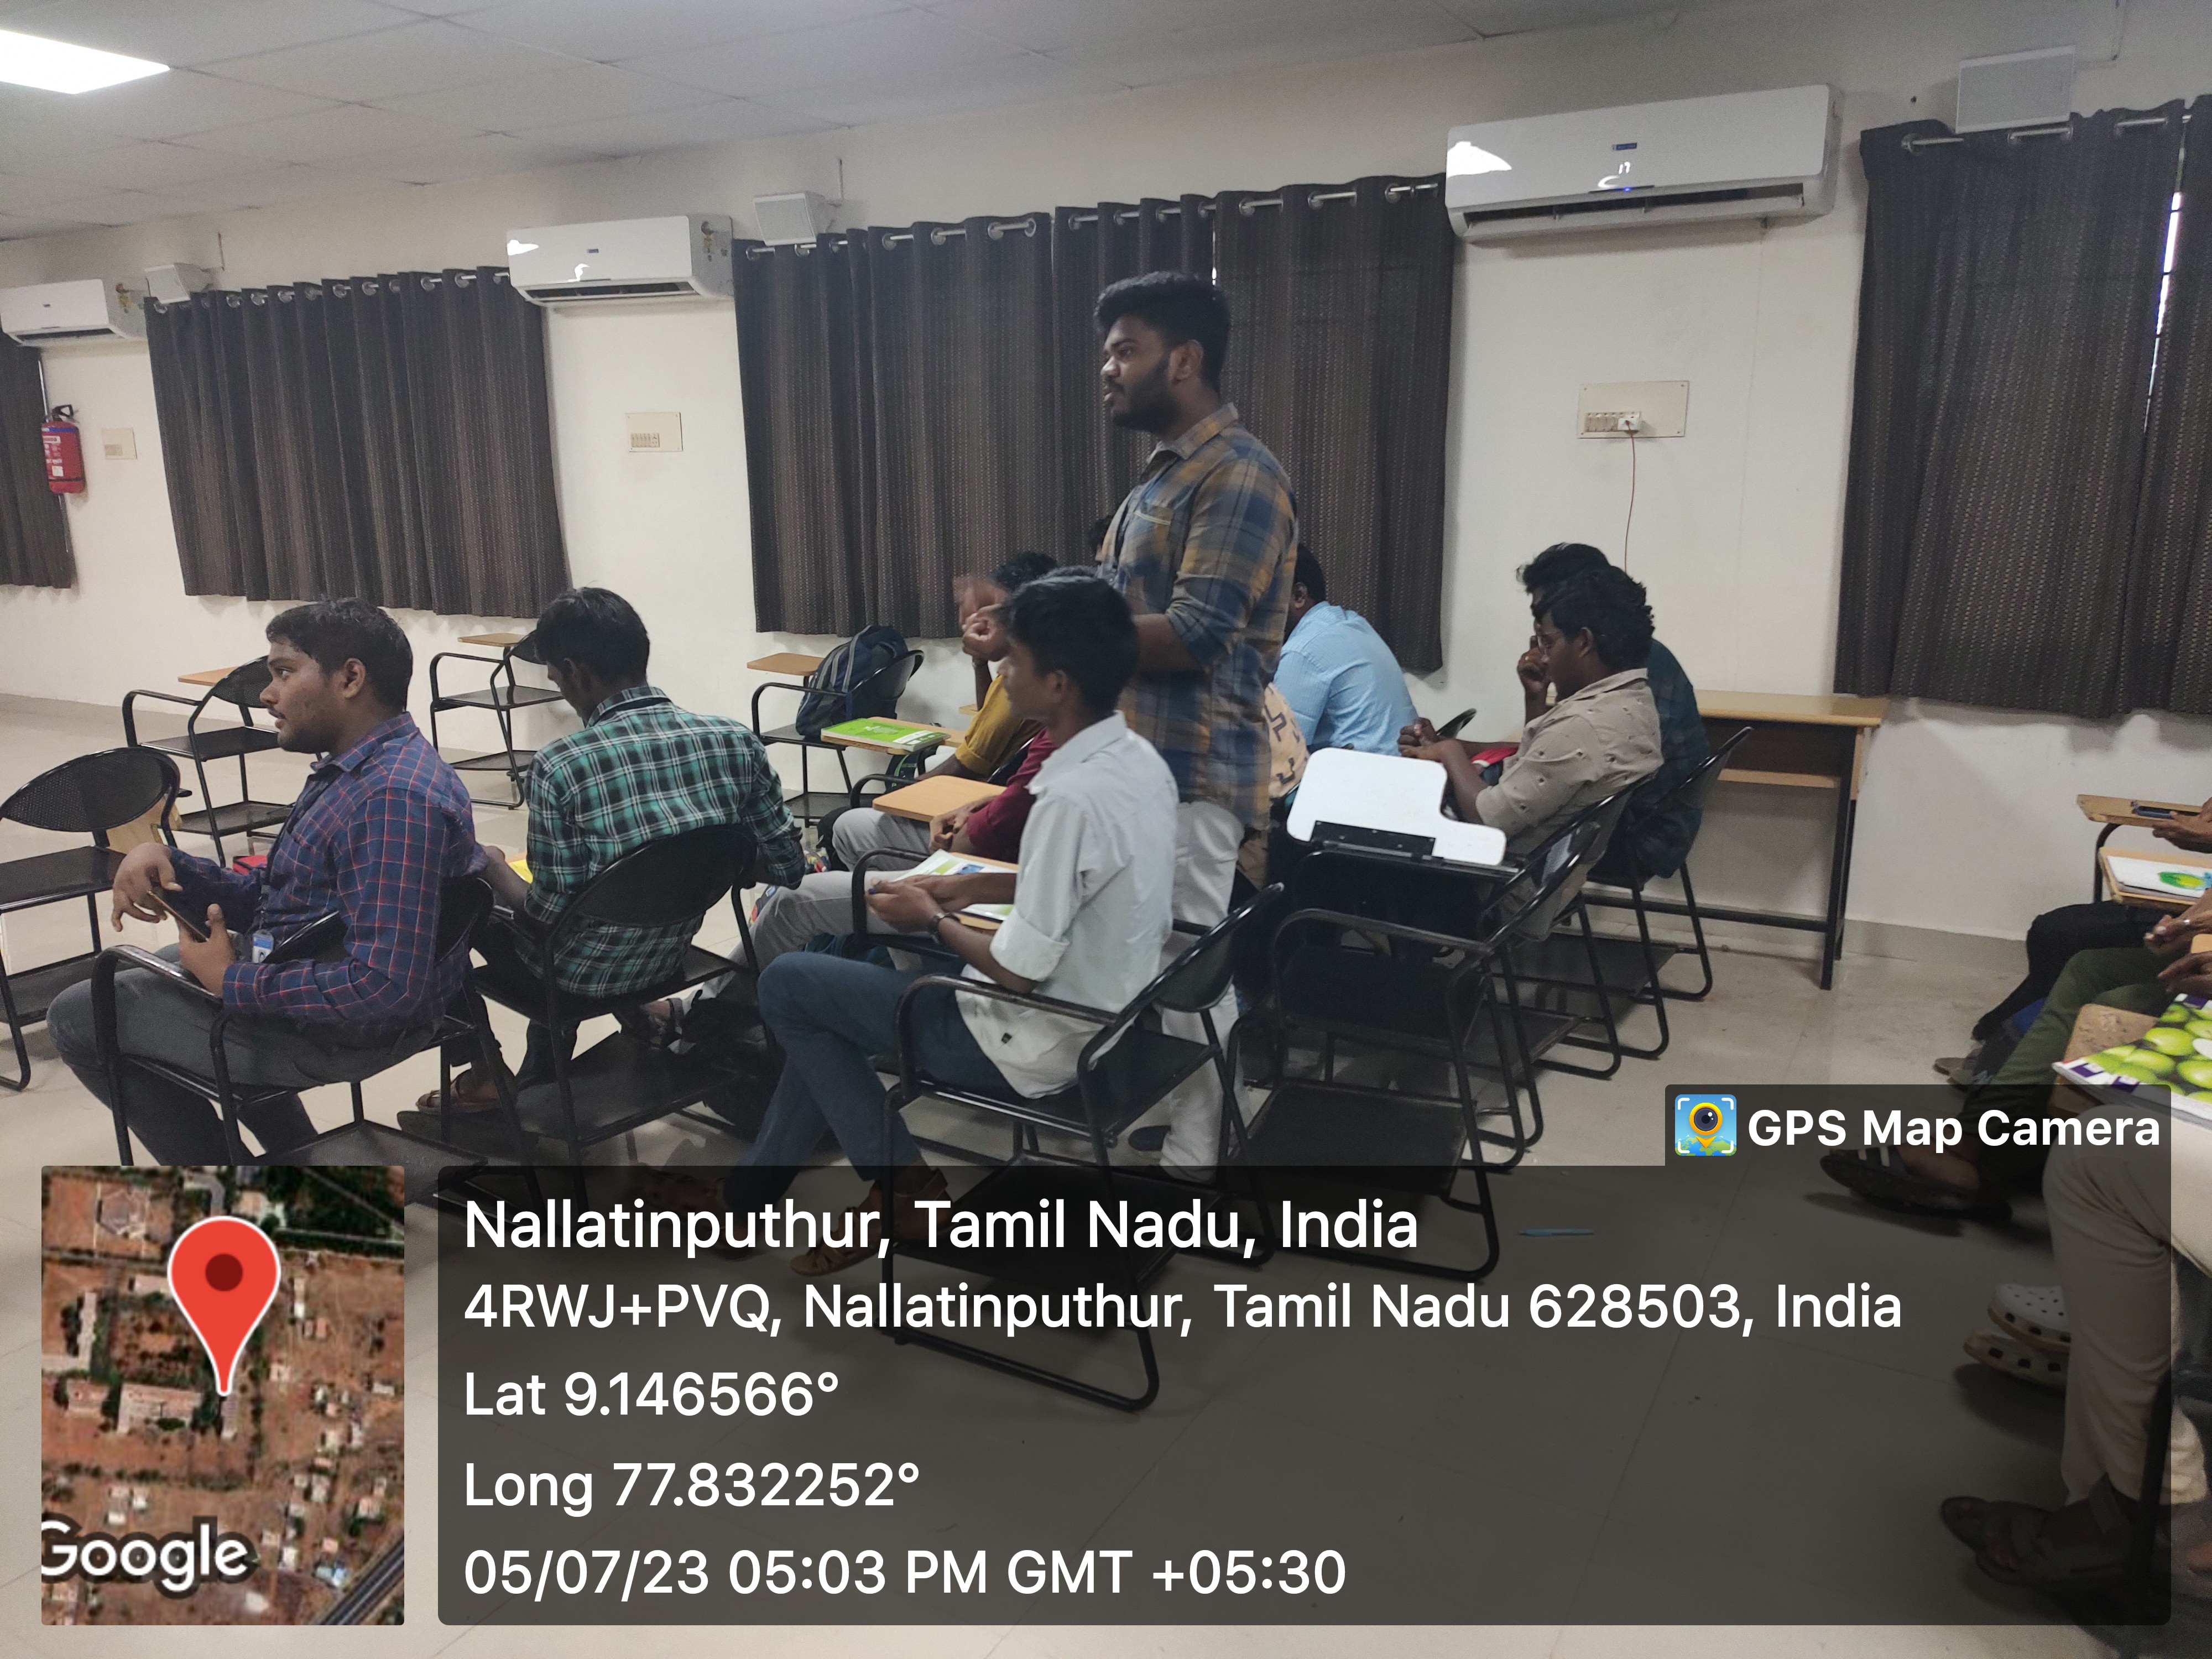 GPS Map Camera
Nallatinputhur, Tamil Nadu, India
4RWJ+PVQ, Nallatinputhur, Tamil Nadu 628503, India
Lat 9.146566°
Long 77.832252°
05/07/23 05:03 PM GMT +05:30
Google